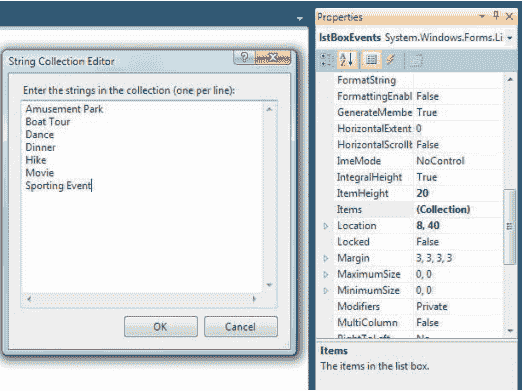 Properties
lstBoxEvents System.Windows.Forms.Li
String Collection Editor
Enter the strings in the collection (one per line):
Amusement Park
Boat Tour
Dance
Dinner
Hike
Movie
Sporting Event
OK
Cancel
FormatString
FormattingEnabl False
GenerateMembe True
HorizontalExtent 0
HorizontalScrollb False
ImeMode NoControl
IntegralHeight True
ItemHeight 20
Items (Collection)
Location 8, 40
Locked False
Margin 3, 3, 3, 3
MaximumSize 0, 0
MinimumSize 0, 0
Modifiers Private
MultiColumn False
RightToLeft No
Items
The items in the list box.